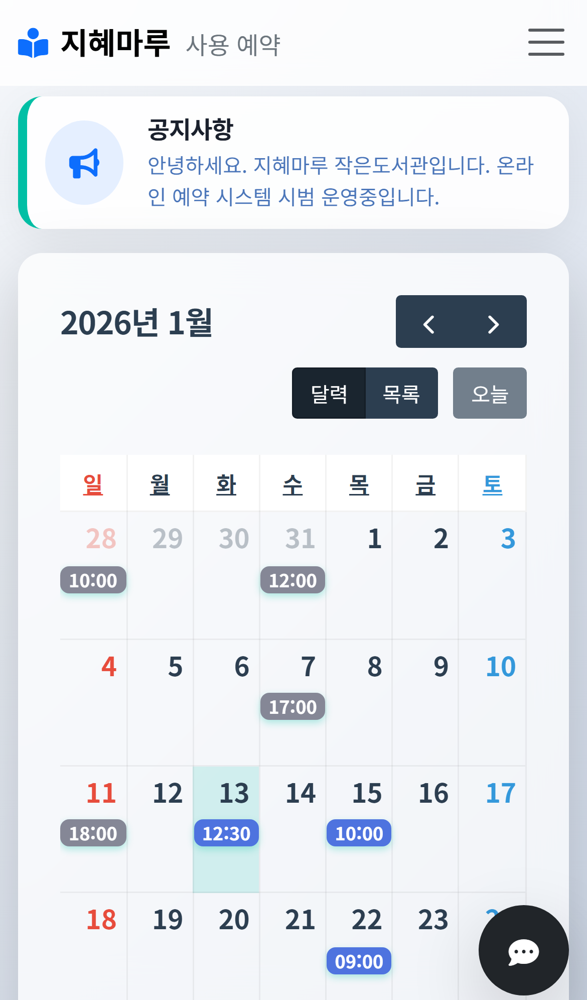 지혜마루 사용 예약
공지사항
안녕하세요. 지혜마루 작은도서관입니다. 온라
인 예약 시스템 시범 운영중입니다.
2026년 1월
달력 목록 오늘
일 월 화 수 목 금 토
28 29 30 31 1 2 3
10:00 12:00
4 5 6 7 8 9 10
17:00
11 12 13 14 15 16 17
18:00 12:30 10:00
18 19 20 21 22 23
09:00